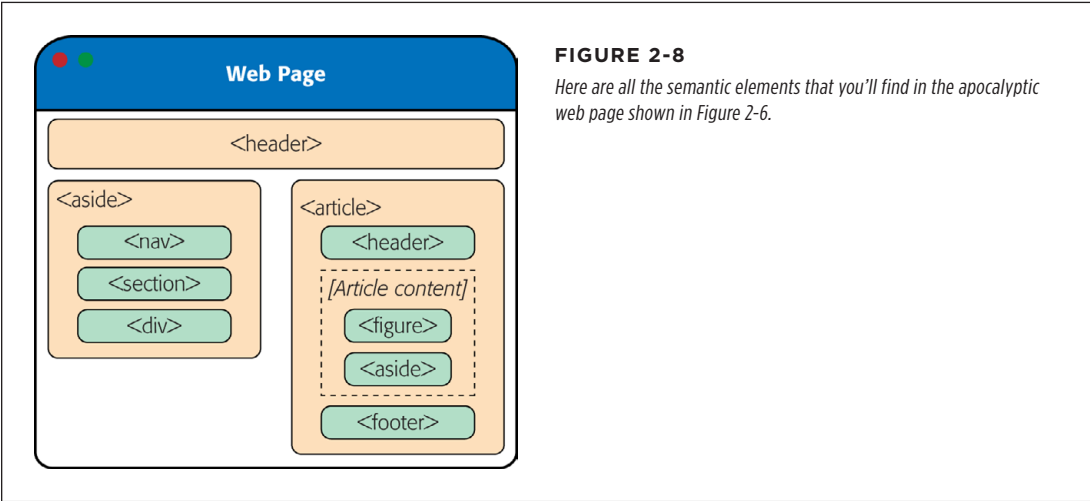 Web Page
<header>
<aside>
<nav>
<section>
<div>
<article>
<header>
[Article content]
<figure>
<aside>
<footer>
FIGURE 2-8
Here are all the semantic elements that you’ll find in the apocalyptic
web page shown in Figure 2-6.